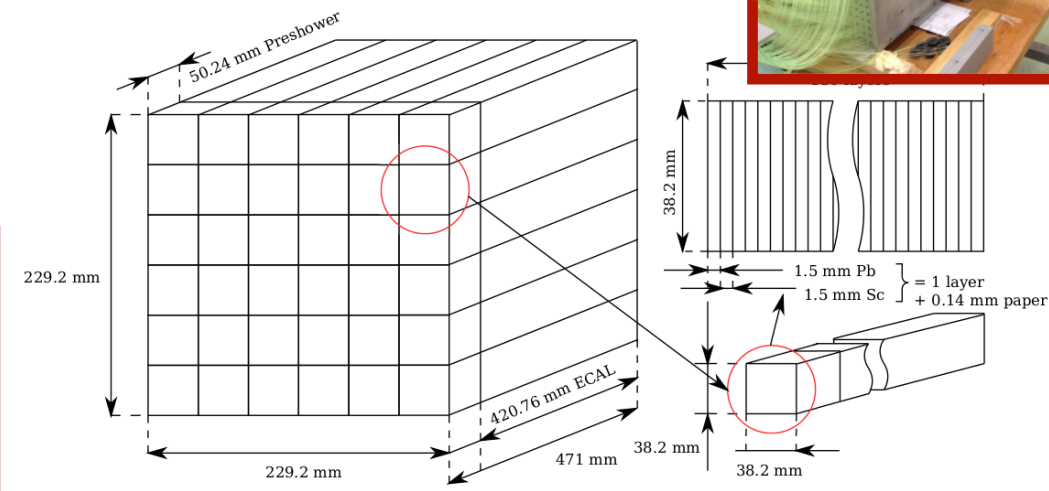 50.24 mm Preshower
229.2 mm
229.2 mm
420.76 mm ECAL
471 mm
38.2 mm
1.5 mm Pb
1.5 mm Sc
= 1 layer
+ 0.14 mm paper
38.2 mm
38.2 mm